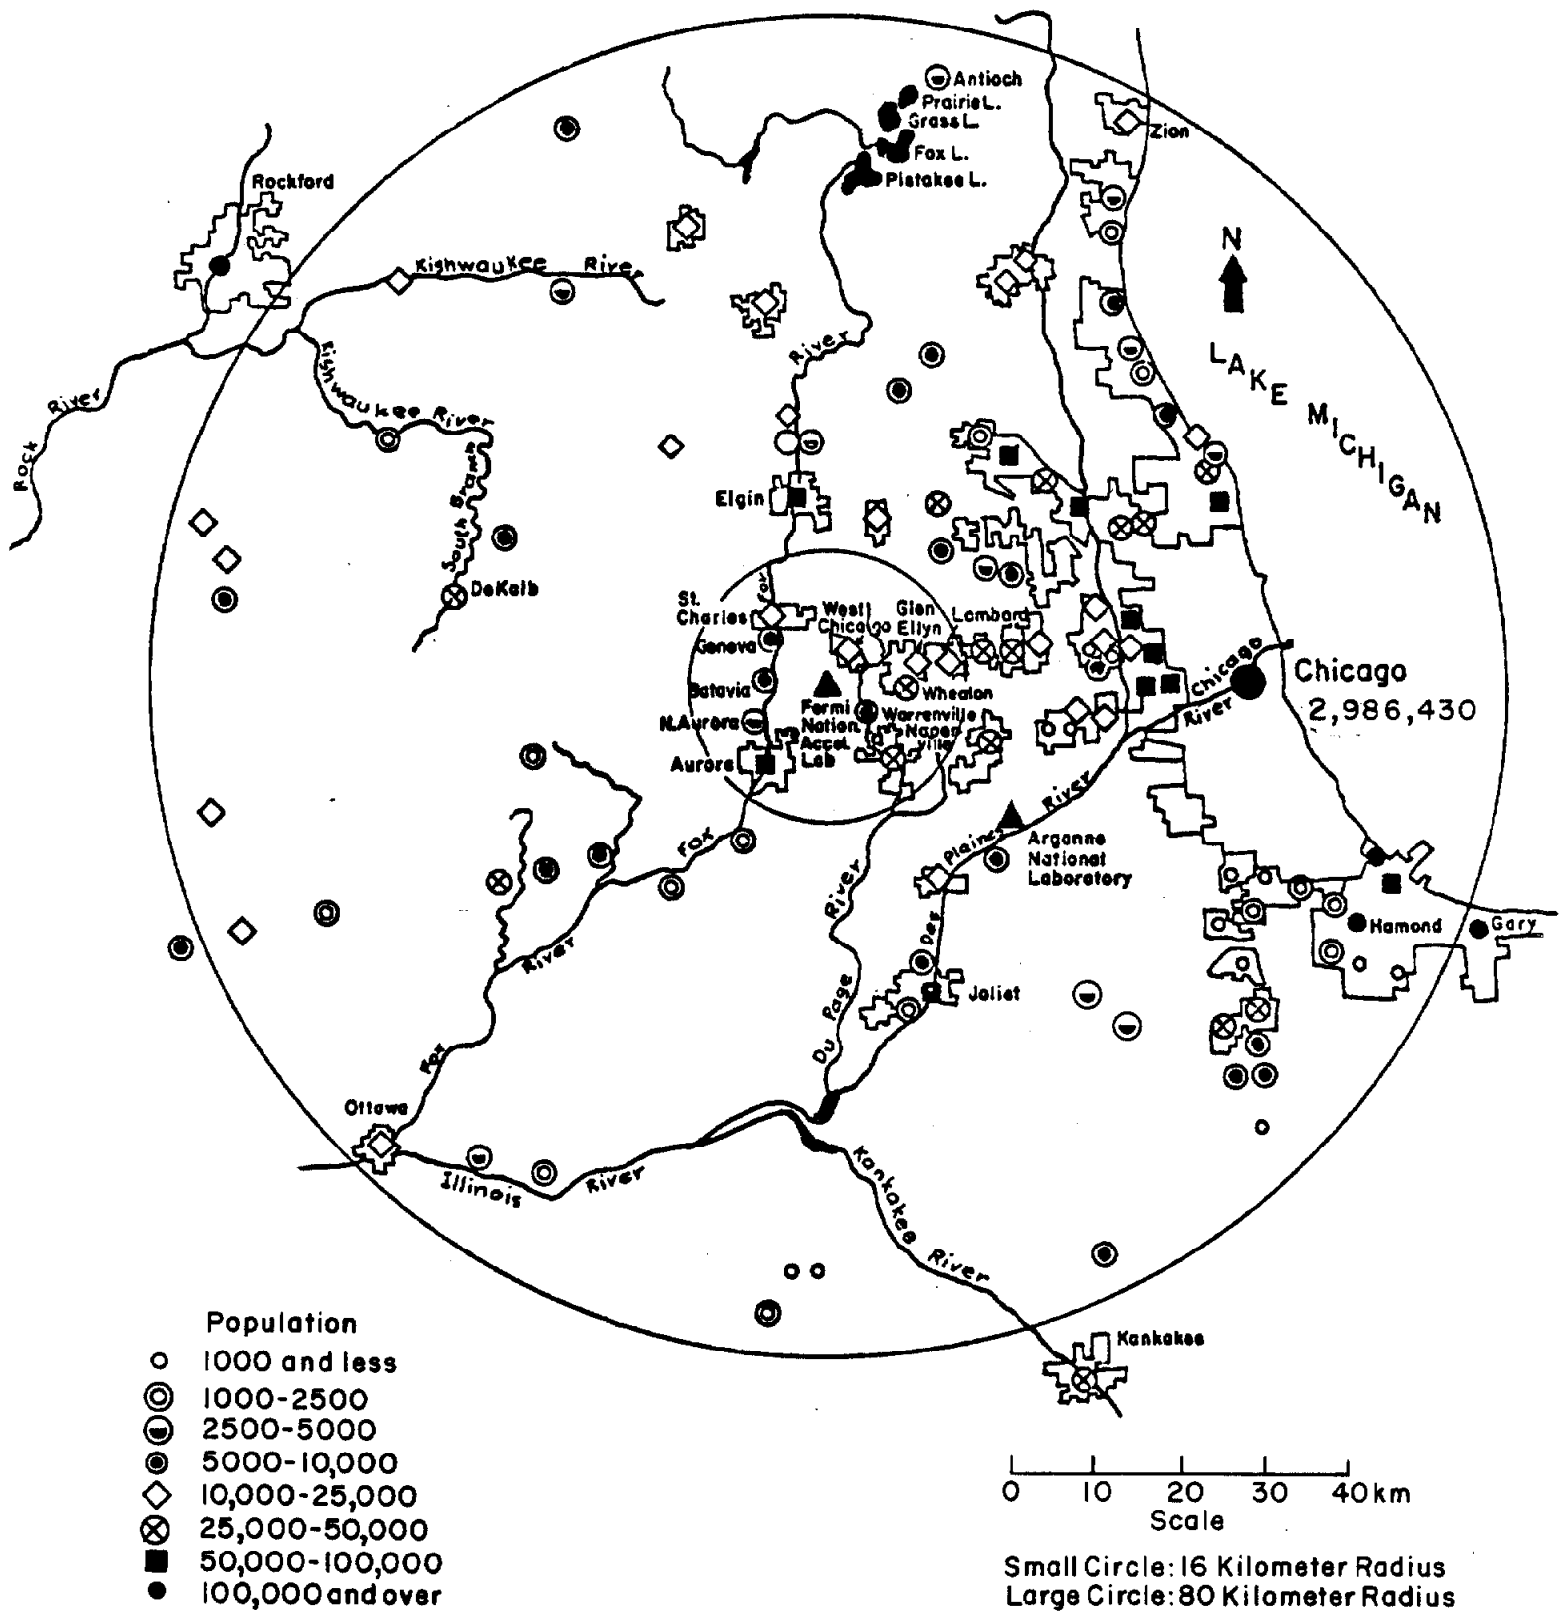 Antioch
Prairie L.
Grass L.
Fox L.
Pistakee L.
Zion
Rockford
Kishwaukee River
N
LAKE MICHIGAN
Rock River
Kishwaukee River
South Branch
River
Elgin
DeKalb
Fox
St.
Charles
West
Chicago
Glen
Ellyn
Lombard
Geneva
Batavia
Wheaton
N. Aurora
Fermi
Nation
Accel.
Lab
Warrenville
Naper
ville
Aurora
Chicago
River
Chicago
2,986,430
Des Plaines River
Argonne
National
Laboratory
Fox
River
Du Page River
Hamond
Gary
Joliet
Fox
Ottawa
Illinois River
Kankakee River
Kankakee
Population
1000 and less
1000-2500
2500-5000
5000-10,000
10,000-25,000
25,000-50,000
50,000-100,000
100,000 and over
0 10 20 30 40 km
Scale
Small Circle: 16 Kilometer Radius
Large Circle: 80 Kilometer Radius